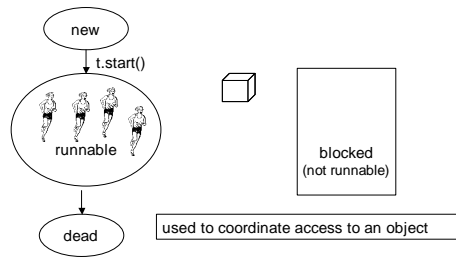 new
t.start()
runnable
blocked
(not runnable)
dead
used to coordinate access to an object